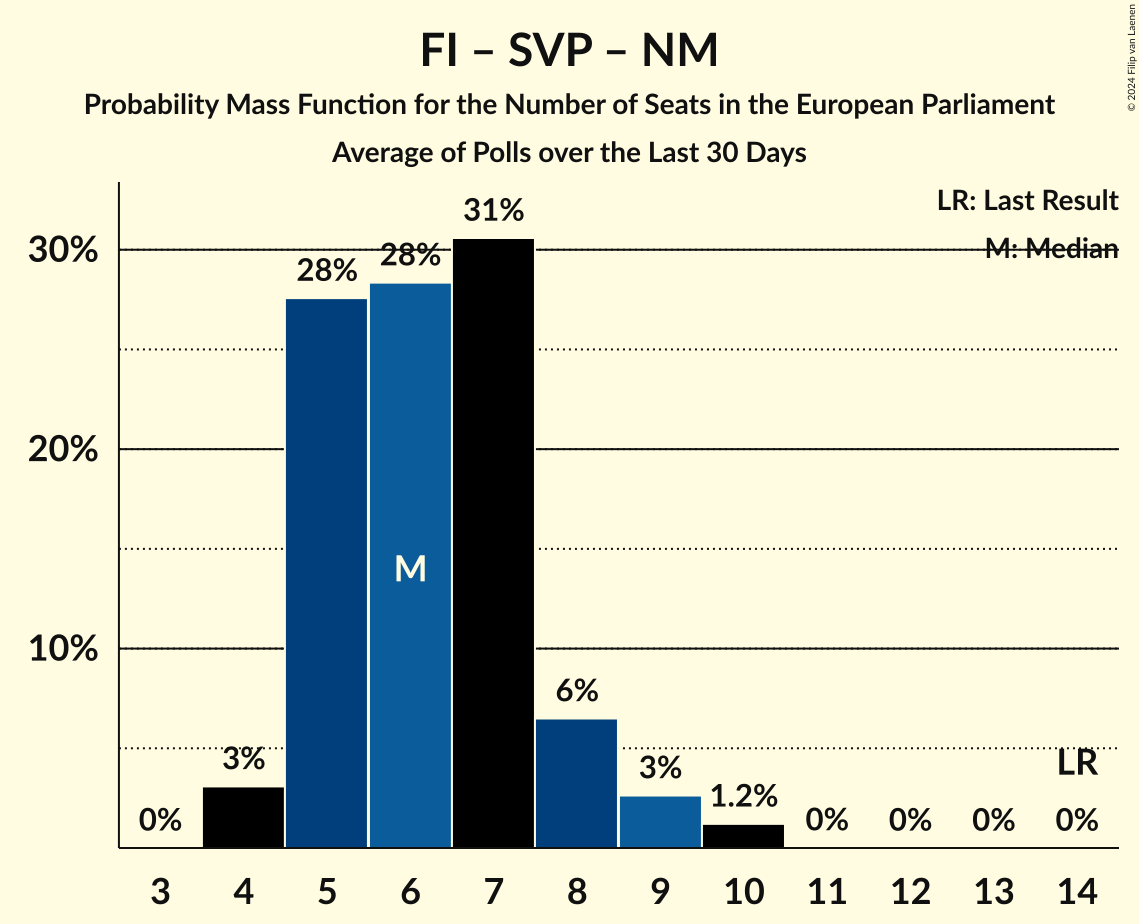 FI – SVP – NM
Probability Mass Function for the Number of Seats in the European Parliament
Average of Polls over the Last 30 Days
© 2024 Filip van Laenen
LR: Last Result
M: Median
30%
20%
10%
0%
3%
28%
28%
31%
6%
3%
1.2%
0%
0%
0%
0%
LR
M
3 4 5 6 7 8 9 10 11 12 13 14